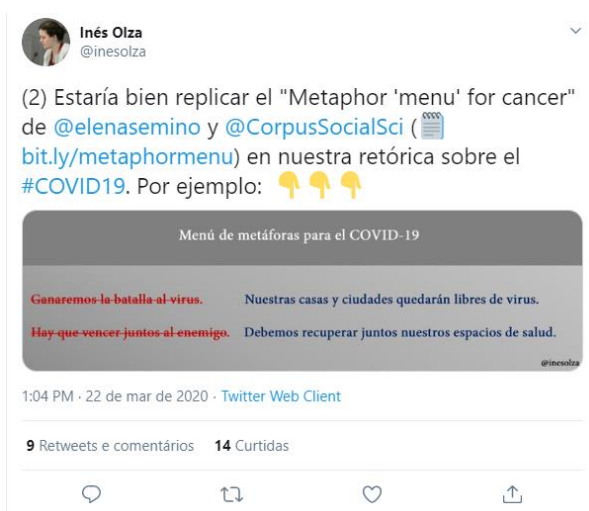 Inés Olza
@inesolza
(2) Estaría bien replicar el "Metaphor 'menu' for cancer"
de @elenasemino y @CorpusSocialSci (🗒
bit.ly/metaphormenu) en nuestra retórica sobre el
#COVID19. Por ejemplo: 👇👇👇
Menú de metáforas para el COVID-19
Ganaremos la batalla al virus. Nuestras casas y ciudades quedarán libres de virus.
Hay que vencer juntos al enemigo. Debemos recuperar juntos nuestros espacios de salud.
@inesolza
1:04 PM · 22 de mar de 2020 · Twitter Web Client
9 Retweets e comentários 14 Curtidas